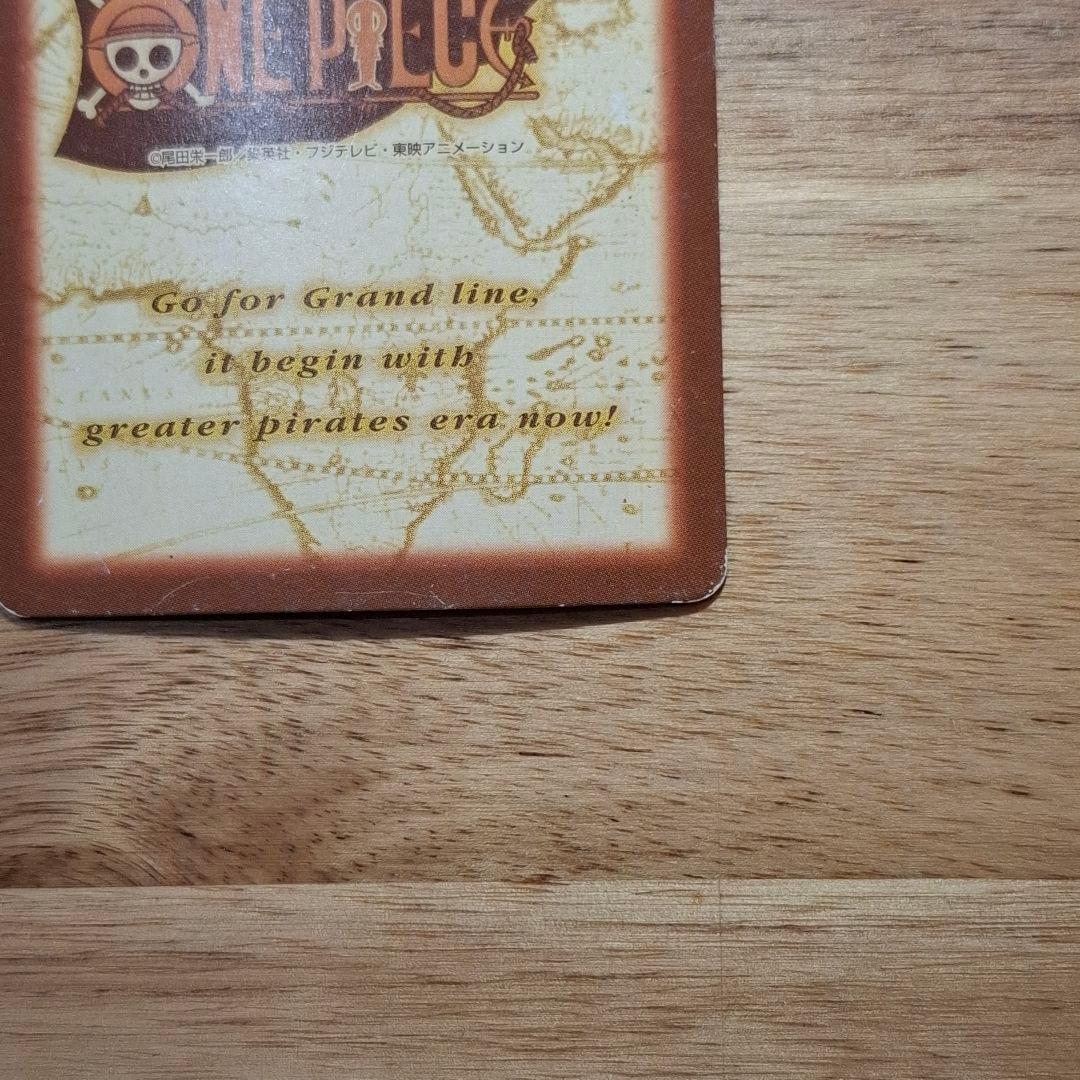 ONE PIECE
©尾田栄一郎／集英社・フジテレビ・東映アニメーション
Go for Grand line,
it begin with
greater pirates era now!